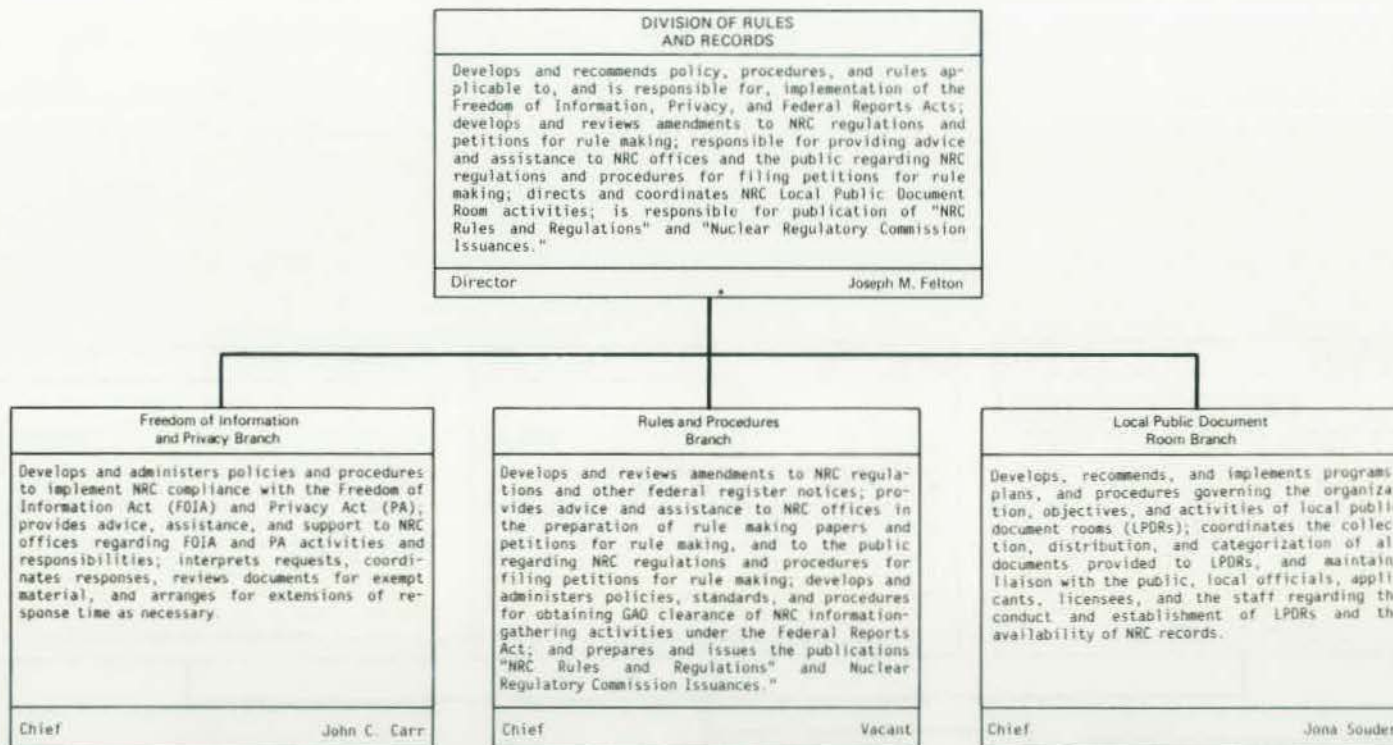 DIVISION OF RULES
AND RECORDS
Develops and recommends policy, procedures, and rules ap-
plicable to, and is responsible for, implementation of the
Freedom of Information, Privacy, and Federal Reports Acts;
develops and reviews amendments to NRC regulations and
petitions for rule making; responsible for providing advice
and assistance to NRC offices and the public regarding NRC
regulations and procedures for filing petitions for rule
making; directs and coordinates NRC Local Public Document
Room activities; is responsible for publication of "NRC
Rules and Regulations" and "Nuclear Regulatory Commission
Issuances."
Director Joseph M. Felton
Freedom of Information
and Privacy Branch
Develops and administers policies and procedures
to implement NRC compliance with the Freedom of
Information Act (FOIA) and Privacy Act (PA);
provides advice, assistance, and support to NRC
offices regarding FOIA and PA activities and
responsibilities; interprets requests, coordi-
nates responses, reviews documents for exempt
material, and arranges for extensions of re-
sponse time as necessary.
Chief John C. Carr
Rules and Procedures
Branch
Develops and reviews amendments to NRC regula-
tions and other federal register notices; pro-
vides advice and assistance to NRC offices in
the preparation of rule making papers and
petitions for rule making, and to the public
regarding NRC regulations and procedures for
filing petitions for rule making; develops and
administers policies, standards, and procedures
for obtaining GAO clearance of NRC information-
gathering activities under the Federal Reports
Act; and prepares and issues the publications
"NRC Rules and Regulations" and Nuclear
Regulatory Commission Issuances."
Chief Vacant
Local Public Document
Room Branch
Develops, recommends, and implements programs
plans, and procedures governing the organiza
tion, objectives, and activities of local publi
document rooms (LPDRs); coordinates the collec
tion, distribution, and categorization of al
documents provided to LPDRs, and maintain
liaison with the public, local officials, appli
cants, licensees, and the staff regarding th
conduct and establishment of LPDRs and th
availability of NRC records.
Chief Jona Souder